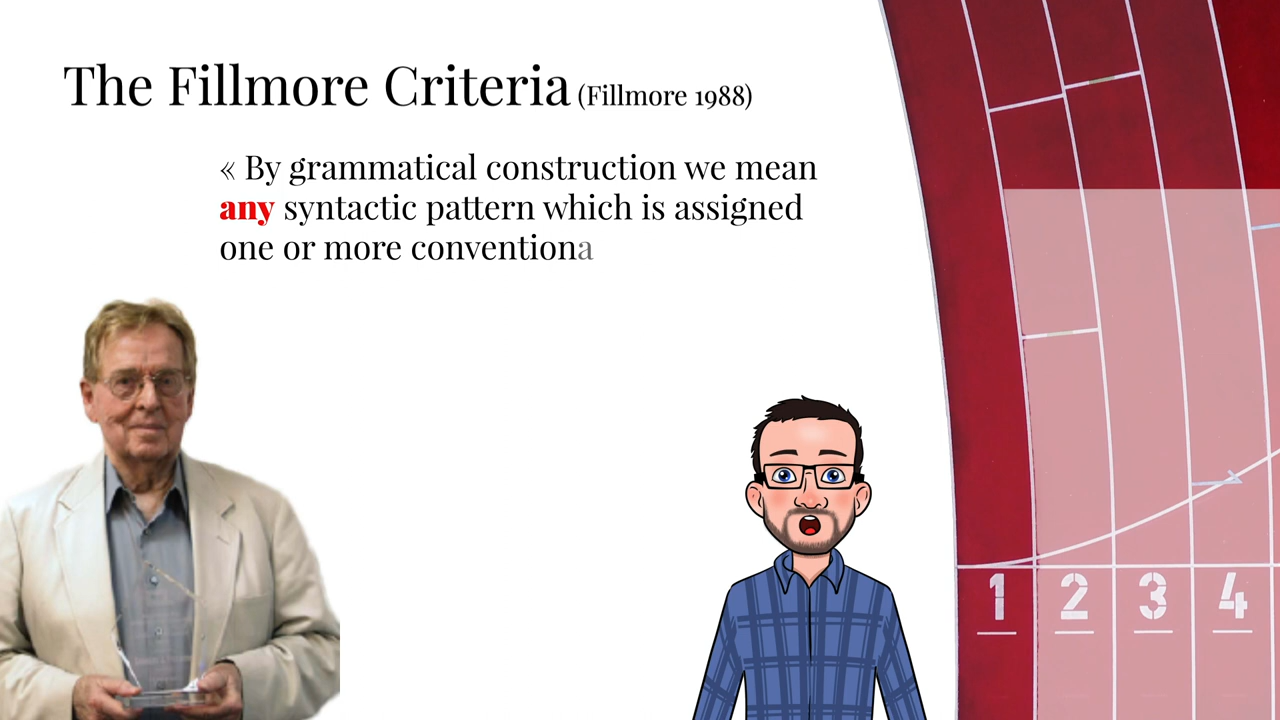 The Fillmore Criteria (Fillmore 1988)
« By grammatical construction we mean
any syntactic pattern which is assigned
one or more conventiona
1 2 3 4